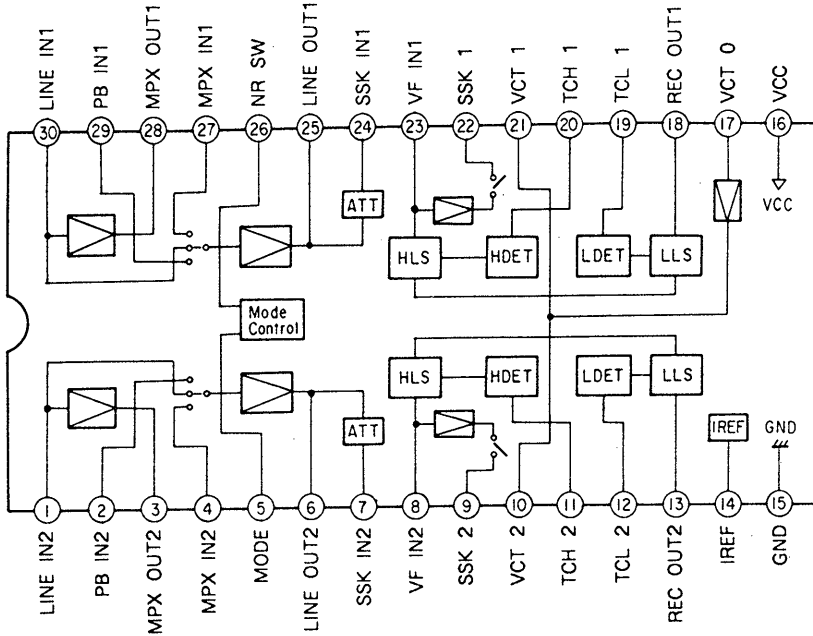 LINE IN1
PB IN1
MPX OUT1
MPX IN1
NR SW
LINE OUT1
SSK IN1
VF IN1
SSK 1
VCT 1
TCH 1
TCL 1
REC OUT1
VCT 0
VCC
30
29
28
27
26
25
24
23
22
21
20
19
18
17
16
ATT
VCC
HLS
HDET
LDET
LLS
Mode
Control
HLS
HDET
LDET
LLS
ATT
IREF
GND
1
2
3
4
5
6
7
8
9
10
11
12
13
14
15
LINE IN2
PB IN2
MPX OUT2
MPX IN2
MODE
LINE OUT2
SSK IN2
VF IN2
SSK 2
VCT 2
TCH 2
TCL 2
REC OUT2
IREF
GND